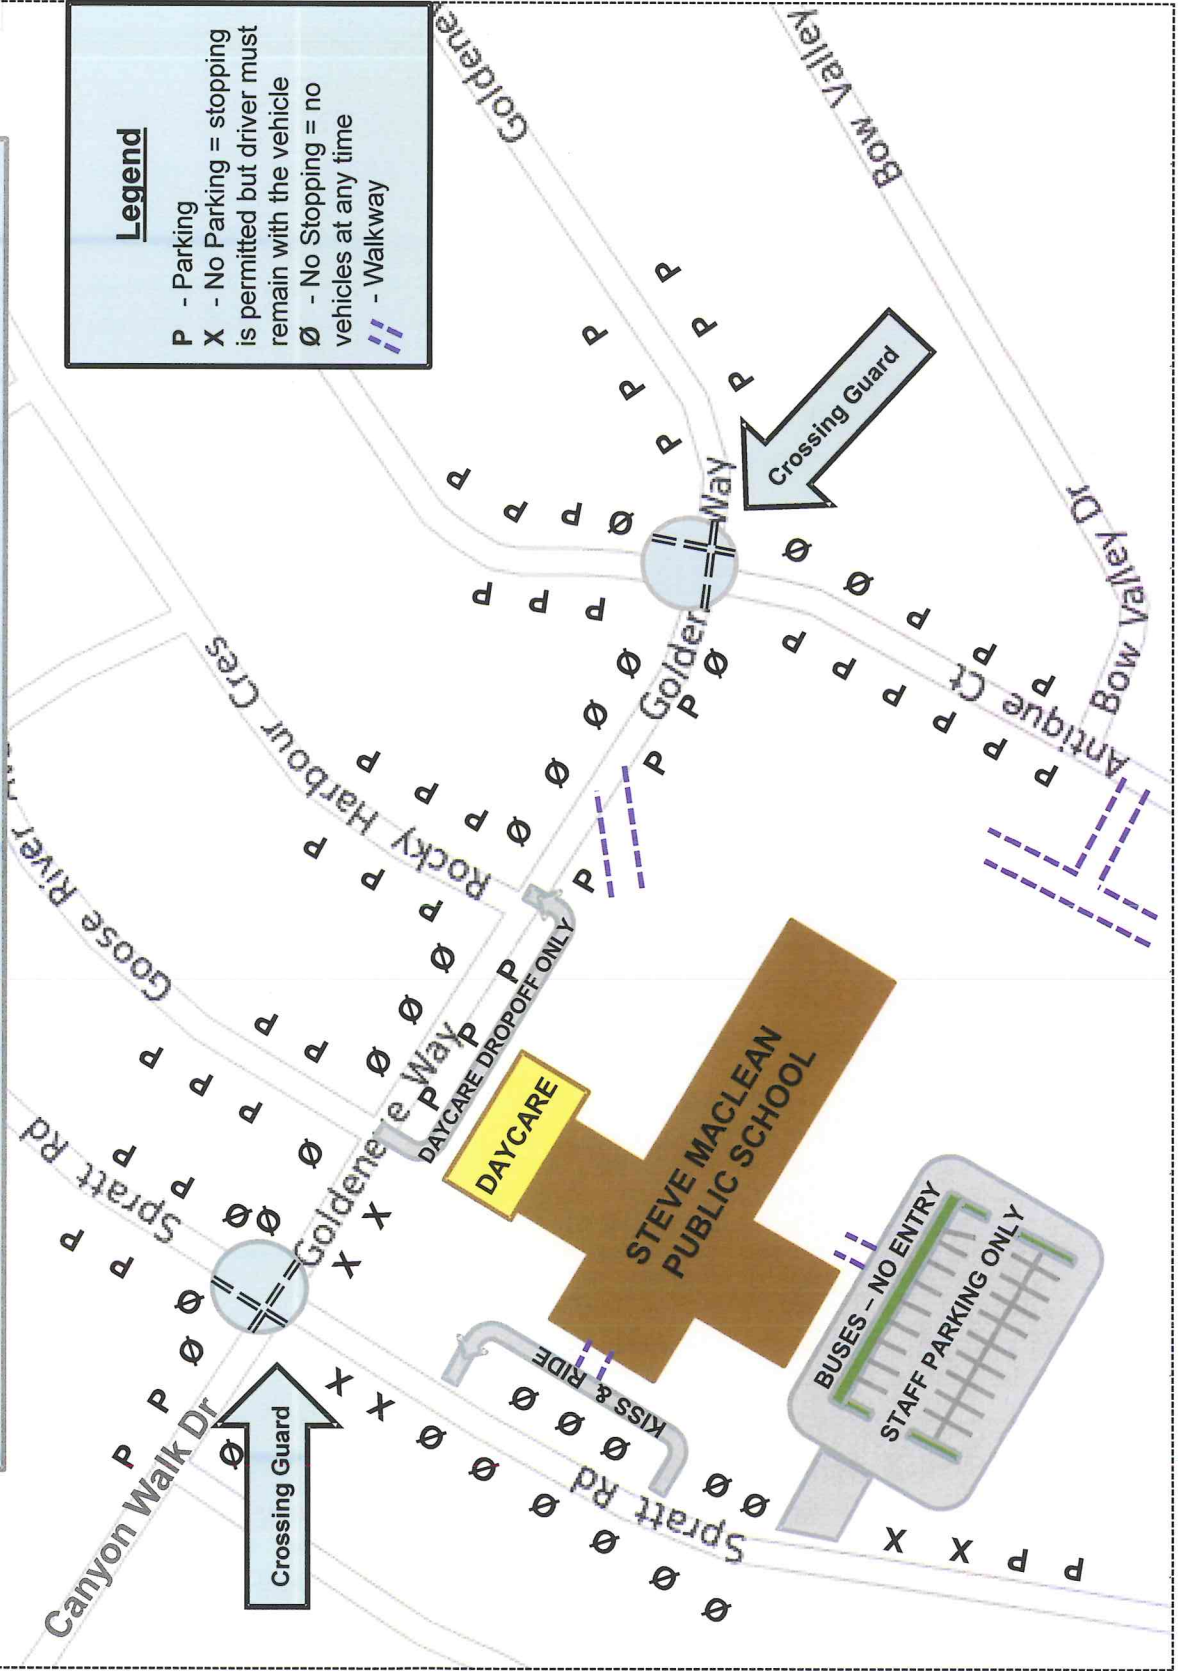 Legend
P - Parking
X - No Parking = stopping
is permitted but driver must
remain with the vehicle
Ø - No Stopping = no
vehicles at any time
- Walkway
Goldene
Bow Valley
Bow Valley Dr
Bow Valley
Goose River
Rocky Harbour Cres
Spratt Rd
Canyon Walk Dr
Goldene
e Way
Golden
Way
Antique Ct
Spratt Rd
Crossing Guard
Crossing Guard
DAYCARE DROPOFF ONLY
DAYCARE
STEVE MACLEAN
PUBLIC SCHOOL
KISS & RIDE
BUSES – NO ENTRY
STAFF PARKING ONLY
P P P P P P
P P P Ø
P P P
Ø Ø P P P
P P P P P P
Ø Ø Ø Ø
P P P
P P P
Ø P P
P P P P
Ø Ø Ø
P P
P P P
Ø
P P
Ø Ø
P P
Ø Ø
P P
Ø
X X
X X Ø Ø Ø Ø Ø Ø
Ø Ø Ø
Ø Ø
X X P P